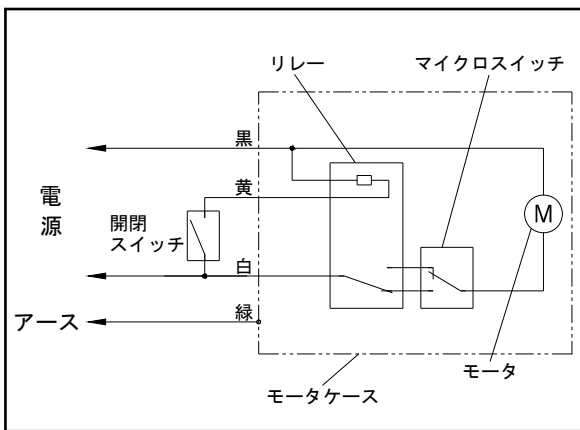 リレー
マイクロスイッチ
黒
電
源
黄
開閉
スイッチ
M
白
アース
緑
モータ
モータケース